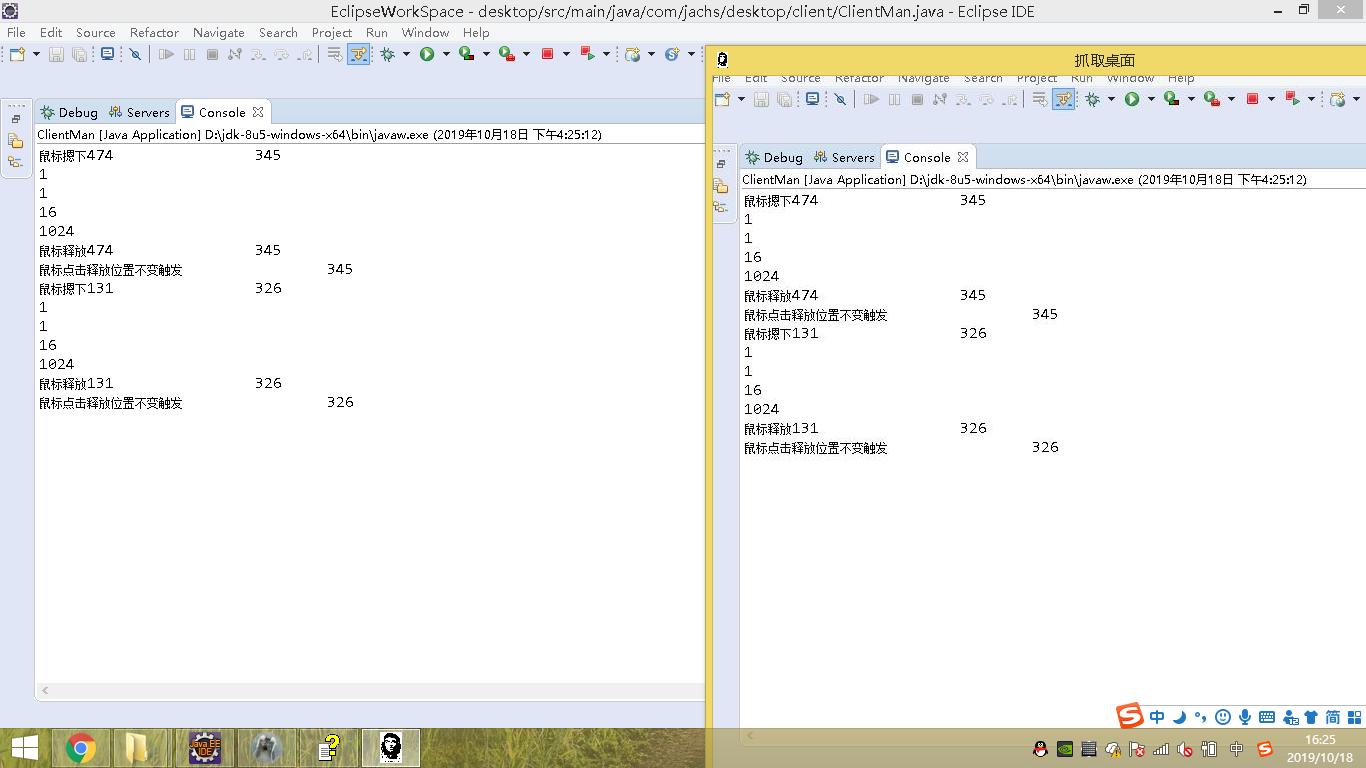 EclipseWorkSpace - desktop/src/main/java/com/jachs/desktop/client/ClientMan.java - Eclipse IDE
File Edit Source Refactor Navigate Search Project Run Window Help
Debug Servers Console
ClientMan [Java Application] D:\jdk-8u5-windows-x64\bin\javaw.exe (2019年10月18日 下午4:25:12)
鼠标摁下474 345
1
1
16
1024
鼠标释放474 345
鼠标点击释放位置不变触发 345
鼠标摁下131 326
1
1
16
1024
鼠标释放131 326
鼠标点击释放位置不变触发 326
抓取桌面
File Edit Source Refactor Navigate Search Project Run Window Help
Debug Servers Console
ClientMan [Java Application] D:\jdk-8u5-windows-x64\bin\javaw.exe (2019年10月18日 下午4:25:12)
鼠标摁下474 345
1
1
16
1024
鼠标释放474 345
鼠标点击释放位置不变触发 345
鼠标摁下131 326
1
1
16
1024
鼠标释放131 326
鼠标点击释放位置不变触发 326
S 中 简
Java EE
IDE
中 S
16:25
2019/10/18